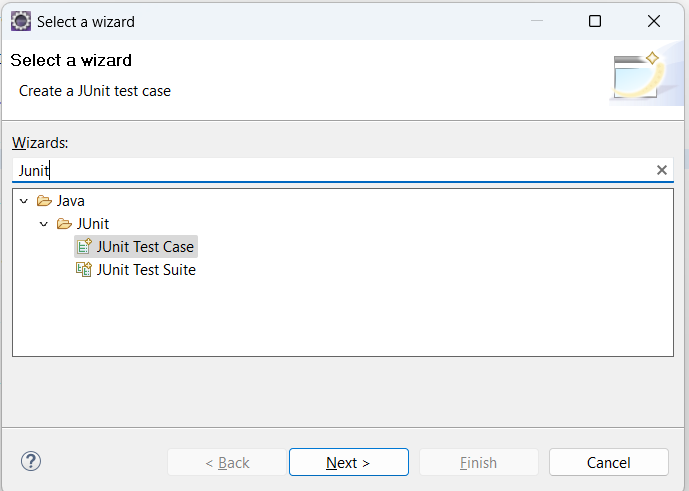 Select a wizard
Select a wizard
Create a JUnit test case
Wizards:
Junit
Java
JUnit
JUnit Test Case
JUnit Test Suite
< Back Next > Finish Cancel